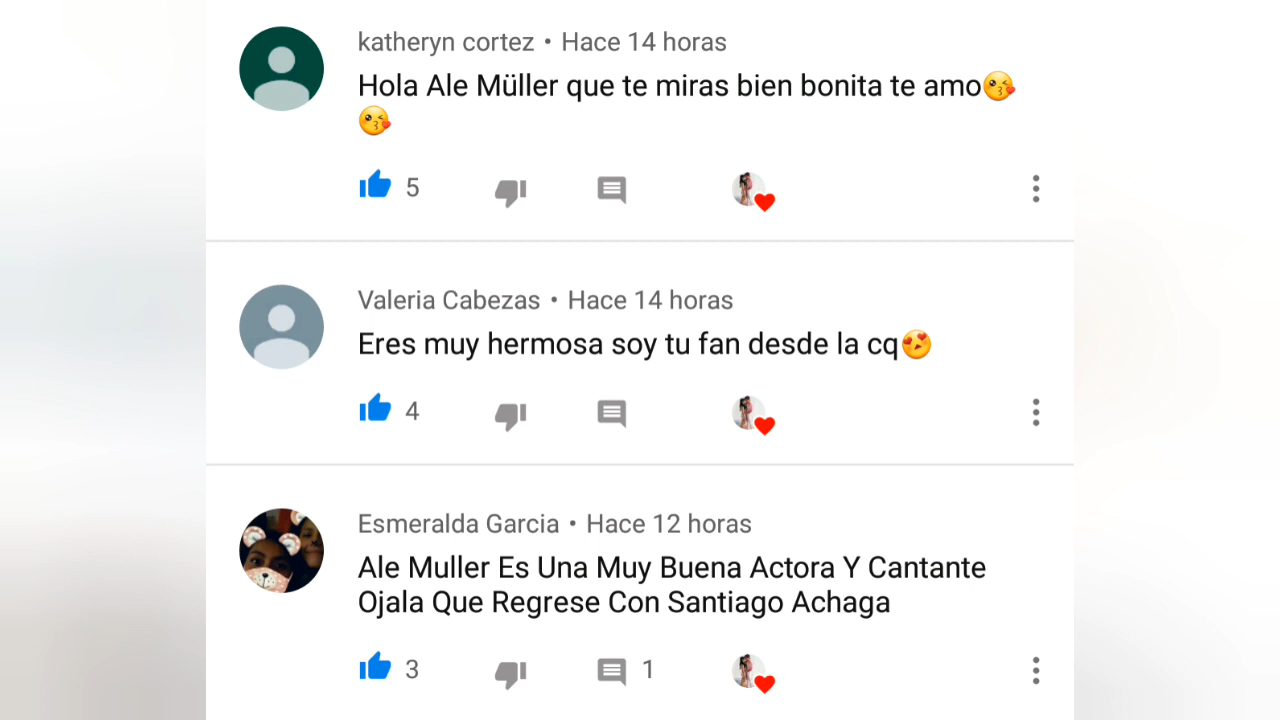 katheryn cortez • Hace 14 horas
Hola Ale Müller que te miras bien bonita te amo😘
😘
5
Valeria Cabezas • Hace 14 horas
Eres muy hermosa soy tu fan desde la cq😍
4
Esmeralda Garcia • Hace 12 horas
Ale Muller Es Una Muy Buena Actora Y Cantante
Ojala Que Regrese Con Santiago Achaga
3 1